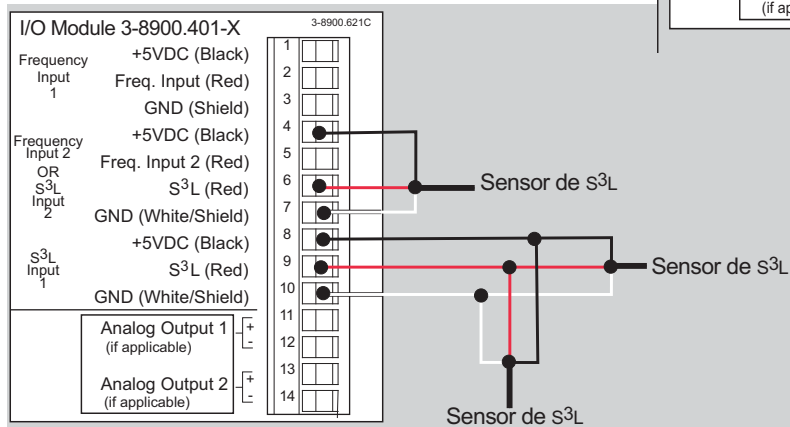 (if ap
I/O Module 3-8900.401-X
3-8900.621C
Frequency
Input
1
+5VDC (Black)
1
Freq. Input (Red)
2
GND (Shield)
3
Frequency
Input 2
OR
S³L
Input
2
+5VDC (Black)
4
Freq. Input 2 (Red)
5
S³L (Red)
6
GND (White/Shield)
7
Sensor de S³L
S³L
Input
1
+5VDC (Black)
8
S³L (Red)
9
GND (White/Shield)
10
Sensor de S³L
Sensor de S³L
Analog Output 1
(if applicable)
+
-
11
12
Analog Output 2
(if applicable)
+
-
13
14